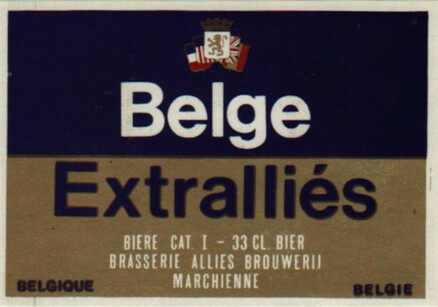 Belge
Extralliés
BIERE CAT. I - 33 CL. BIER
BRASSERIE ALLIES BROUWERIJ
MARCHIENNE
BELGIQUE
BELGIE